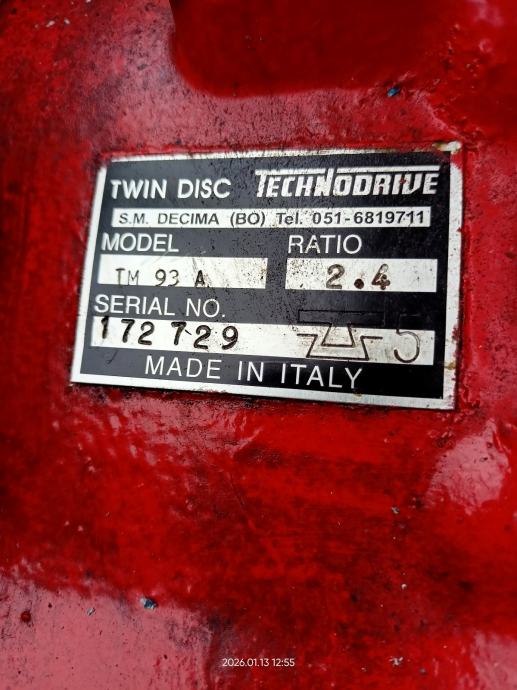 TWIN DISC TECHNODRIVE
S.M. DECIMA (BO) Tel. 051-6819711
MODEL RATIO
TM 93 A 2.4
SERIAL NO.
172729 5
MADE IN ITALY
2026.01.13 12:55